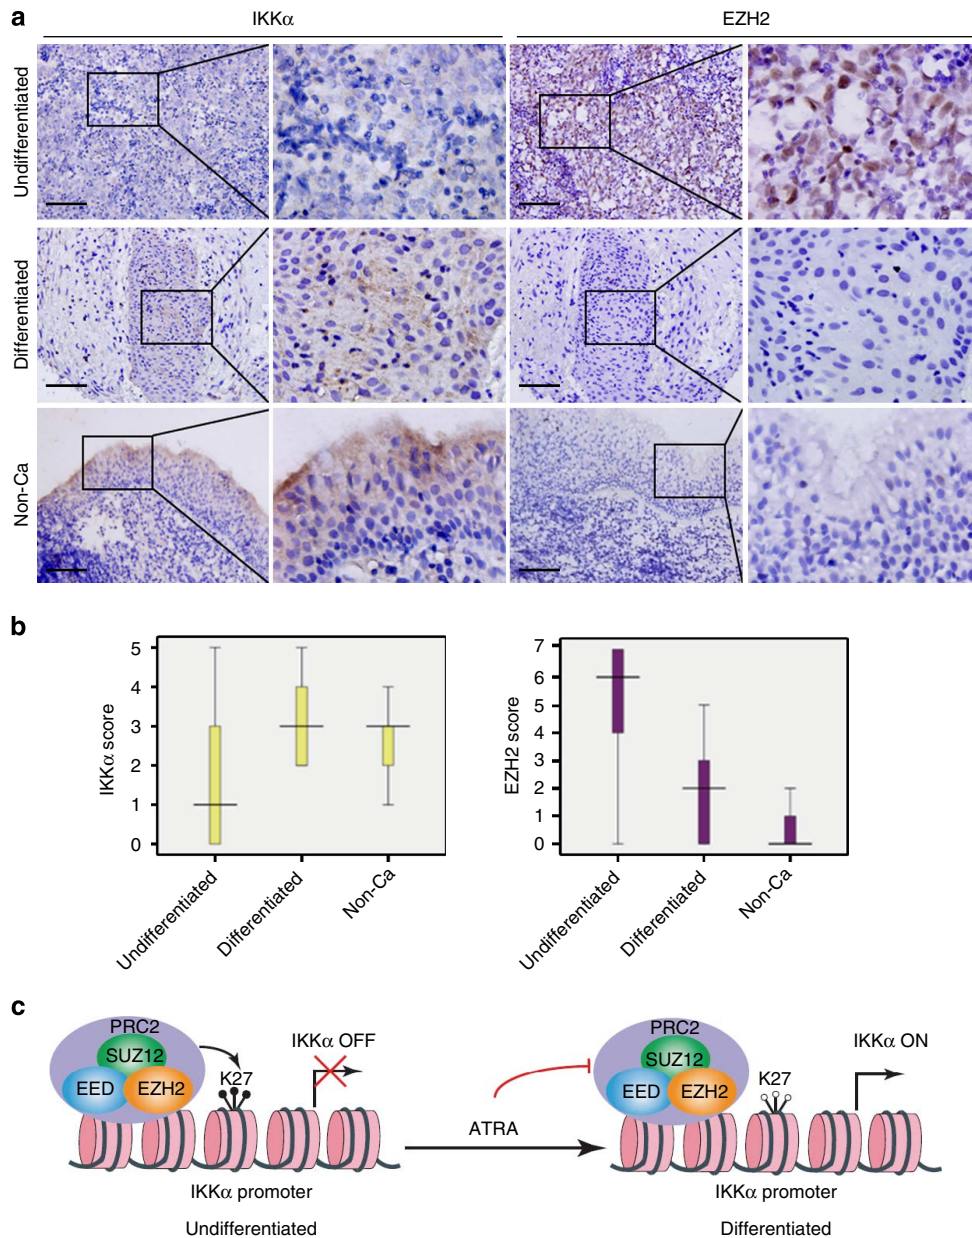 a
IKKα
EZH2
Undifferentiated
Differentiated
Non-Ca
b
IKKα score
5
4
3
2
1
0
Undifferentiated
Differentiated
Non-Ca
EZH2 score
7
6
5
4
3
2
1
0
Undifferentiated
Differentiated
Non-Ca
c
PRC2
SUZ12
EED
EZH2
K27
IKKα OFF
IKKα promoter
Undifferentiated
ATRA
PRC2
SUZ12
EED
EZH2
K27
IKKα ON
IKKα promoter
Differentiated